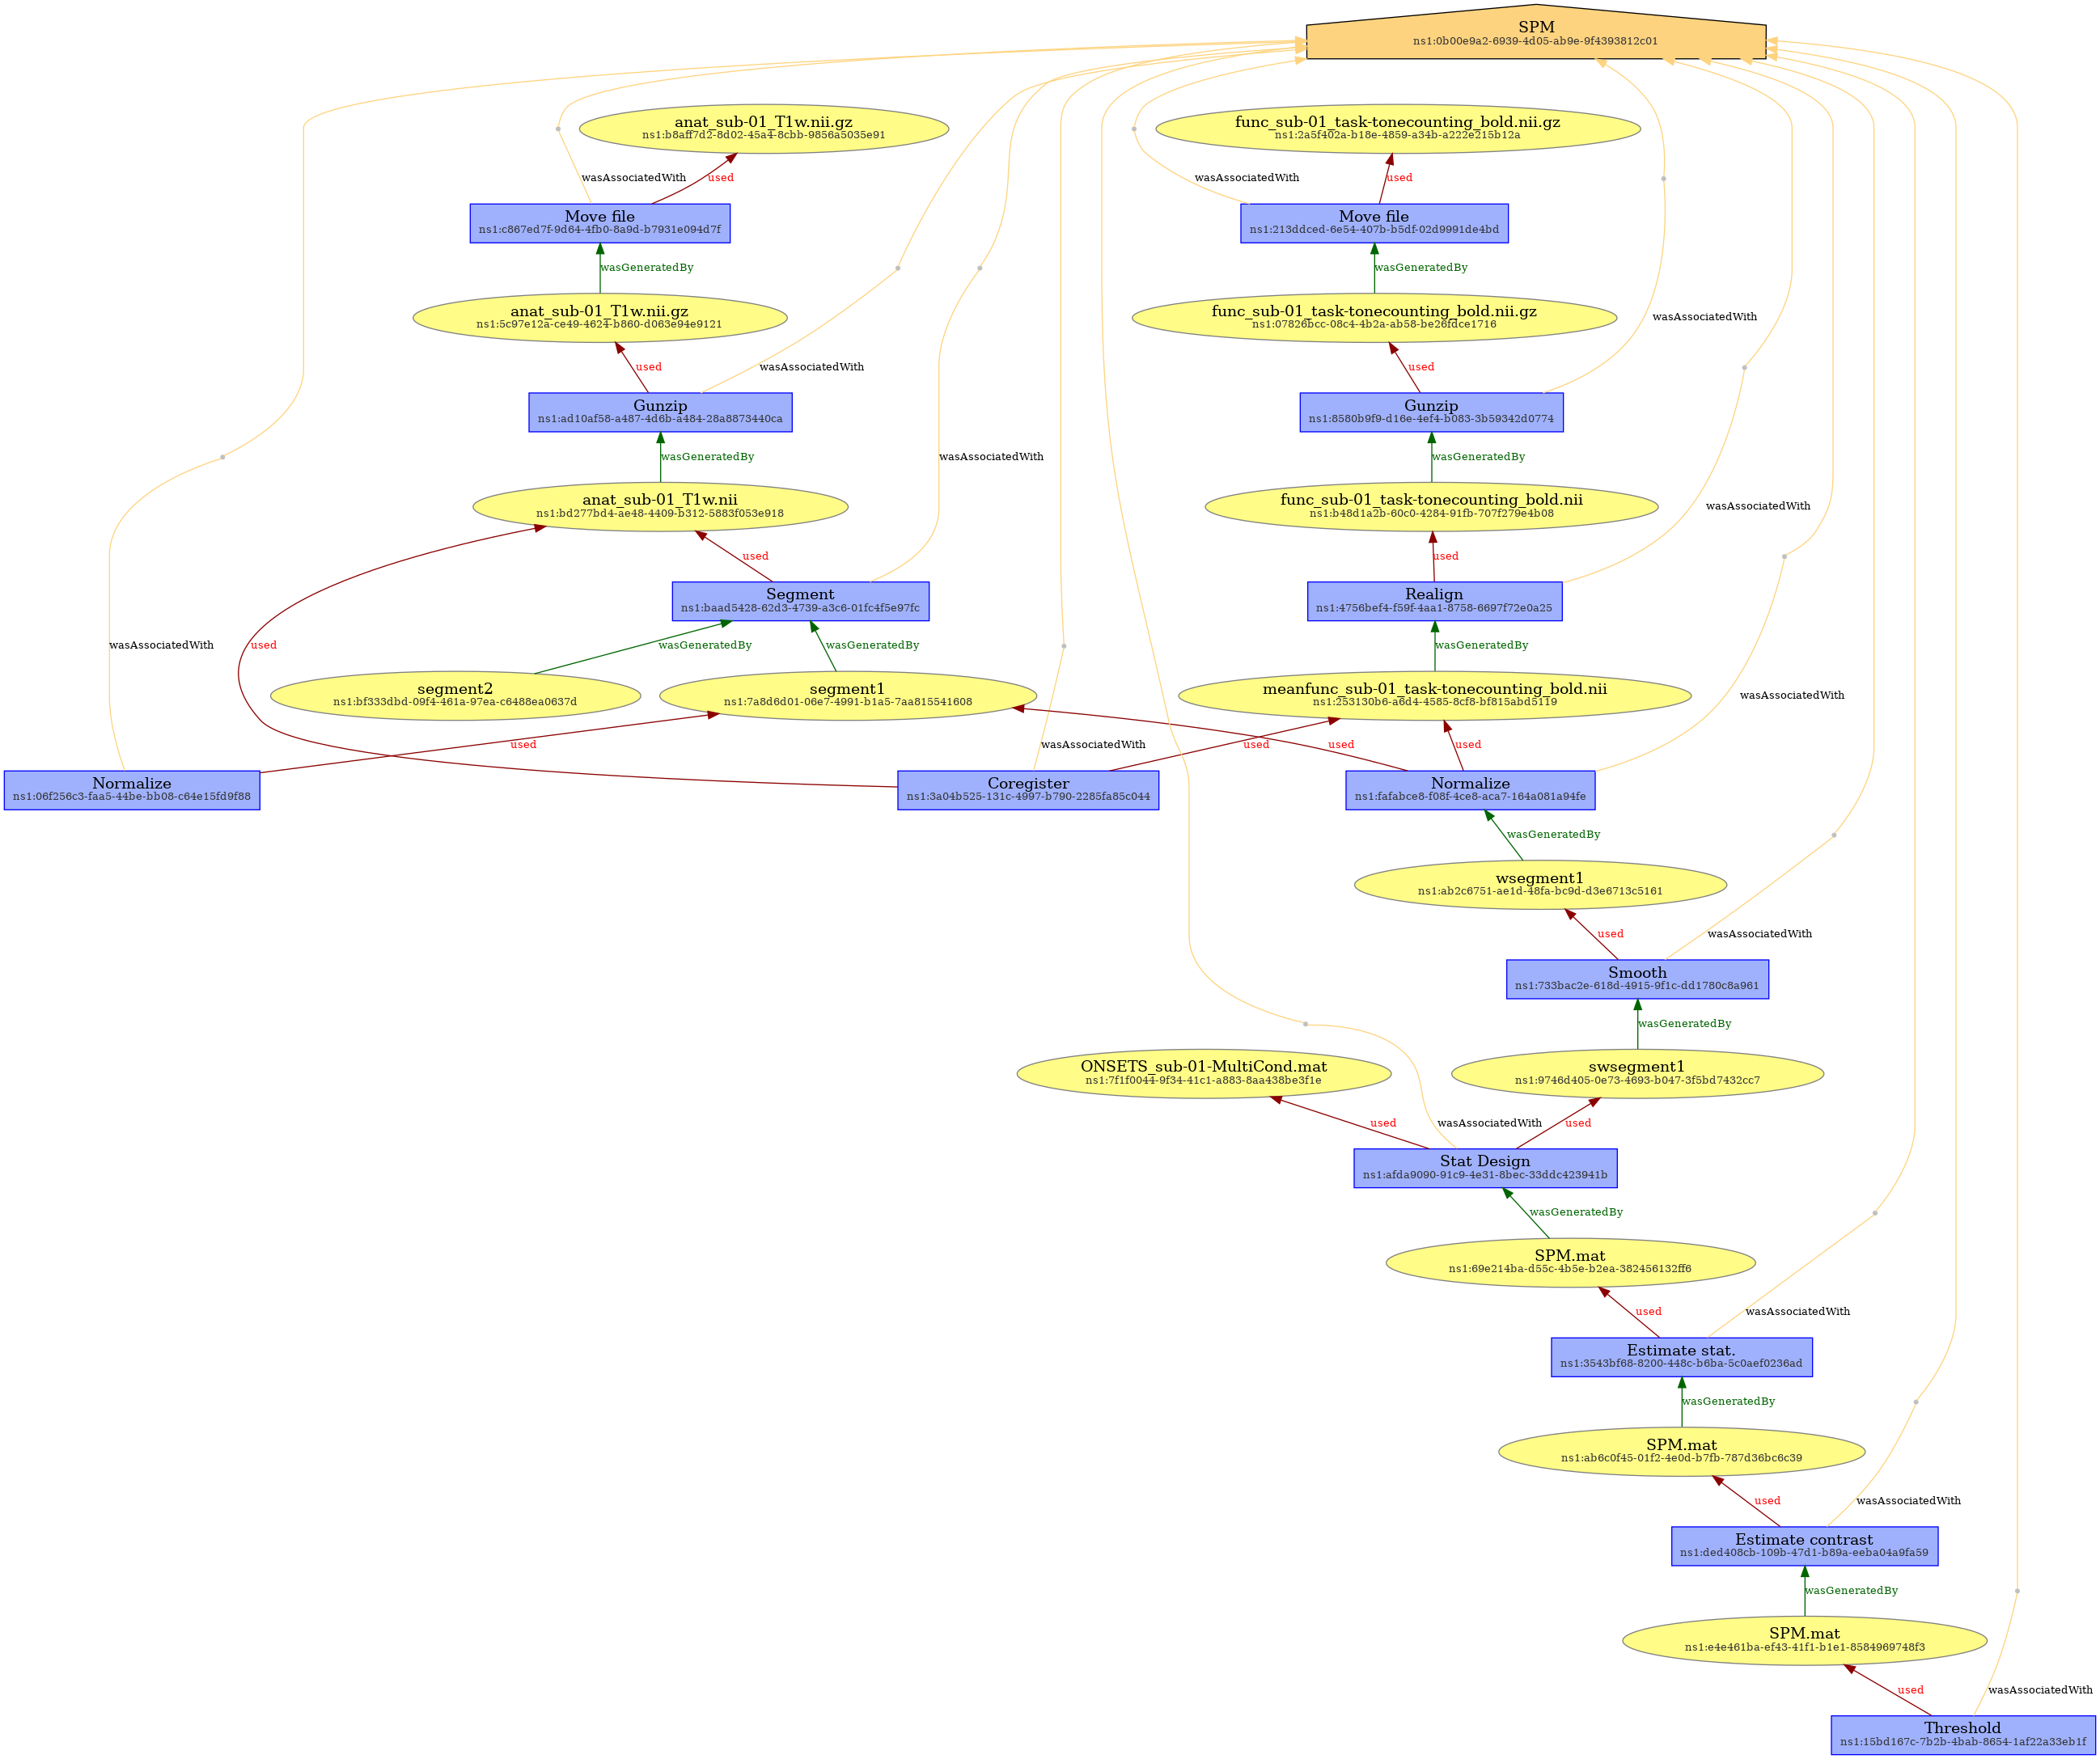 SPM
ns1:0b00e9a2-6939-4d05-ab9e-9f4393812c01
anat_sub-01_T1w.nii.gz
ns1:b8aff7d2-8d02-45a4-8cbb-9856a5035e91
func_sub-01_task-tonecounting_bold.nii.gz
ns1:2a5f402a-b18e-4859-a34b-a222e215b12a
wasAssociatedWith
used
wasAssociatedWith
used
Move file
ns1:c867ed7f-9d64-4fb0-8a9d-b7931e094d7f
Move file
ns1:213ddced-6e54-407b-b5df-02d9991de4bd
wasGeneratedBy
wasGeneratedBy
anat_sub-01_T1w.nii.gz
ns1:5c97e12a-ce49-4624-b860-d063e94e9121
func_sub-01_task-tonecounting_bold.nii.gz
ns1:07826bcc-08c4-4b2a-ab58-be26fdce1716
wasAssociatedWith
used
wasAssociatedWith
used
Gunzip
ns1:ad10af58-a487-4d6b-a484-28a8873440ca
Gunzip
ns1:8580b9f9-d16e-4ef4-b083-3b59342d0774
wasGeneratedBy
wasAssociatedWith
wasGeneratedBy
anat_sub-01_T1w.nii
ns1:bd277bd4-ae48-4409-b312-5883f053e918
func_sub-01_task-tonecounting_bold.nii
ns1:b48d1a2b-60c0-4284-91fb-707f279e4b08
wasAssociatedWith
used
used
Segment
ns1:baad5428-62d3-4739-a3c6-01fc4f5e97fc
Realign
ns1:4756bef4-f59f-4aa1-8758-6697f72e0a25
wasAssociatedWith
used
wasGeneratedBy
wasGeneratedBy
wasGeneratedBy
segment2
ns1:bf333dbd-09f4-461a-97ea-c6488ea0637d
segment1
ns1:7a8d6d01-06e7-4991-b1a5-7aa815541608
meanfunc_sub-01_task-tonecounting_bold.nii
ns1:253130b6-a6d4-4585-8cf8-bf815abd5119
wasAssociatedWith
used
wasAssociatedWith
used
used
used
Normalize
ns1:06f256c3-faa5-44be-bb08-c64e15fd9f88
Coregister
ns1:3a04b525-131c-4997-b790-2285fa85c044
Normalize
ns1:fafabce8-f08f-4ce8-aca7-164a081a94fe
wasGeneratedBy
wsegment1
ns1:ab2c6751-ae1d-48fa-bc9d-d3e6713c5161
used
wasAssociatedWith
Smooth
ns1:733bac2e-618d-4915-9f1c-dd1780c8a961
wasGeneratedBy
ONSETS_sub-01-MultiCond.mat
ns1:7f1f0044-9f34-41c1-a883-8aa438be3f1e
swsegment1
ns1:9746d405-0e73-4693-b047-3f5bd7432cc7
used
wasAssociatedWith
used
Stat Design
ns1:afda9090-91c9-4e31-8bec-33ddc423941b
wasGeneratedBy
SPM.mat
ns1:69e214ba-d55c-4b5e-b2ea-382456132ff6
used
wasAssociatedWith
Estimate stat.
ns1:3543bf68-8200-448c-b6ba-5c0aef0236ad
wasGeneratedBy
SPM.mat
ns1:ab6c0f45-01f2-4e0d-b7fb-787d36bc6c39
used
wasAssociatedWith
Estimate contrast
ns1:ded408cb-109b-47d1-b89a-eeba04a9fa59
wasGeneratedBy
SPM.mat
ns1:e4e461ba-ef43-41f1-b1e1-8584969748f3
used
wasAssociatedWith
Threshold
ns1:15bd167c-7b2b-4bab-8654-1af22a33eb1f